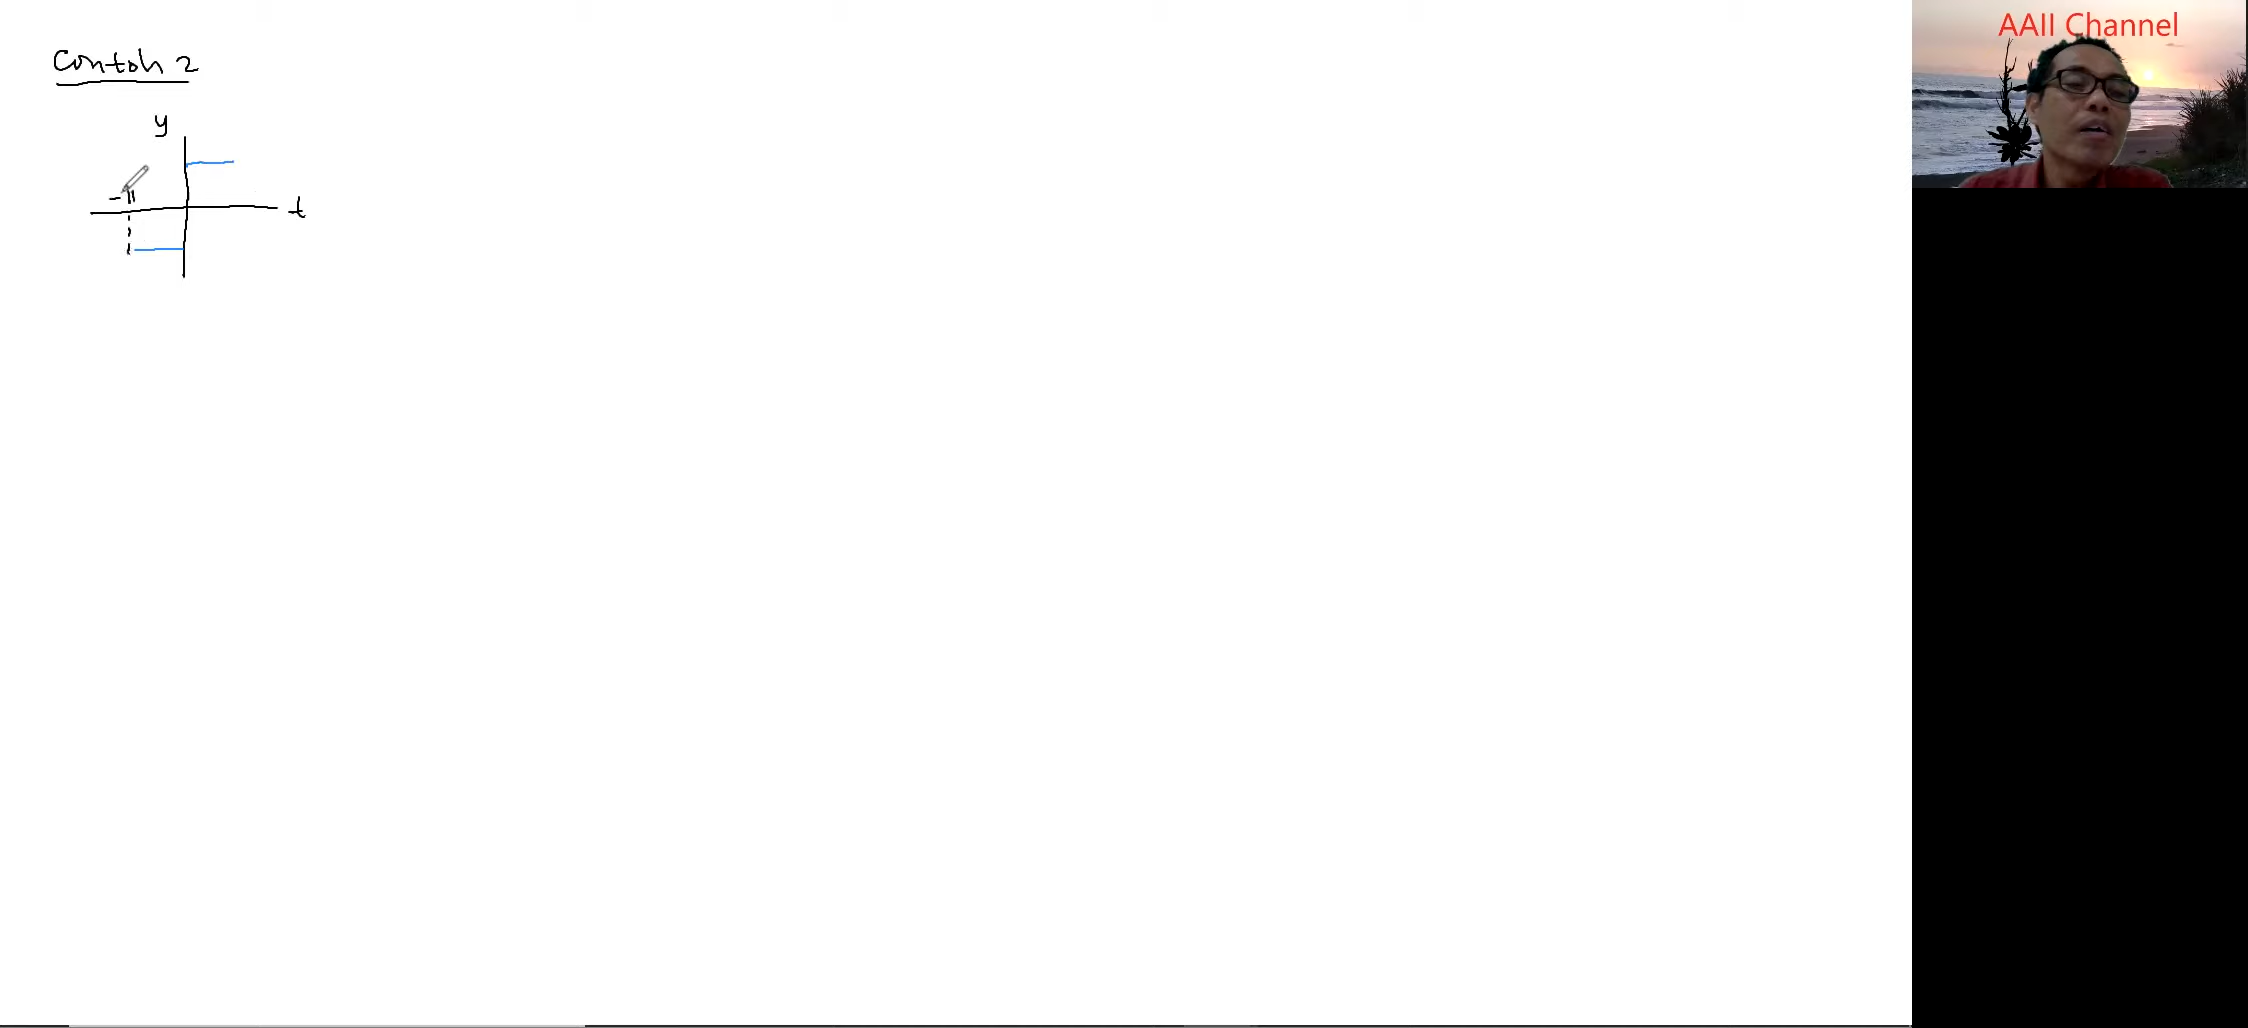 Contoh 2
y
-π
t
AAII Channel